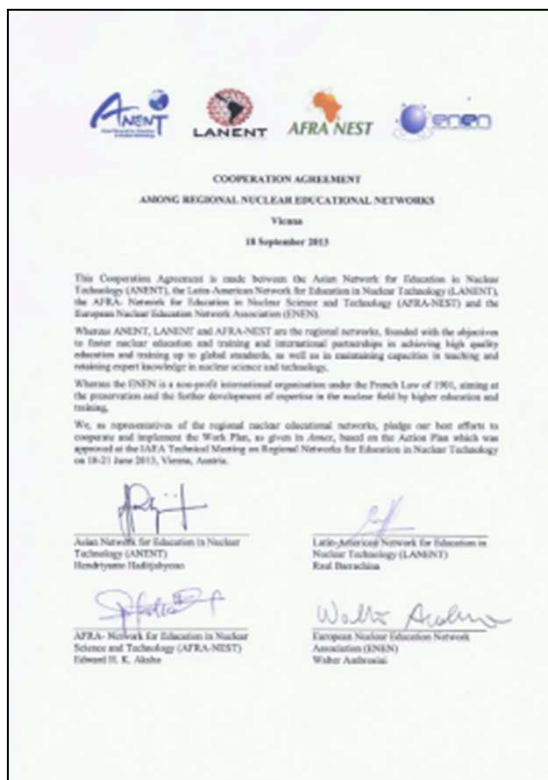 ANENT
LANENT
AFRA NEST
enen
COOPERATION AGREEMENT
AMONG REGIONAL NUCLEAR EDUCATIONAL NETWORKS
Vienna
18 September 2013
This Cooperation Agreement is made between the Asian Network for Education in Nuclear
Technology (ANENT), the Latin-American Network for Education in Nuclear Technology (LANENT),
the AFRA- Network for Education in Nuclear Science and Technology (AFRA-NEST) and the
European Nuclear Education Network Association (ENEN).
Whereas ANENT, LANENT and AFRA-NEST are the regional networks, founded with the objectives
to foster nuclear education and training and international partnerships in achieving high quality
education and training up to global standards, as well as in maintaining capacities in teaching and
retaining expert knowledge in nuclear science and technology.
Whereas the ENEN is a non-profit international organisation under the French Law of 1901, aiming at
the preservation and the further development of expertise in the nuclear field by higher education and
training.
We, as representatives of the regional nuclear educational networks, pledge our best efforts to
cooperate and implement the Work Plan, as given in Annex, based on the Action Plan which was
approved at the IAEA Technical Meeting on Regional Networks for Education in Nuclear Technology
on 18-21 June 2013, Vienna, Austria.
Asian Network for Education in Nuclear
Technology (ANENT)
Latin-American Network for Education in
Nuclear Technology (LANENT)
Raul Barrachina
AFRA- Network for Education in Nuclear
Science and Technology (AFRA-NEST)
Edward H. K. Akaho
European Nuclear Education Network
Association (ENEN)
Walter Ambrosini